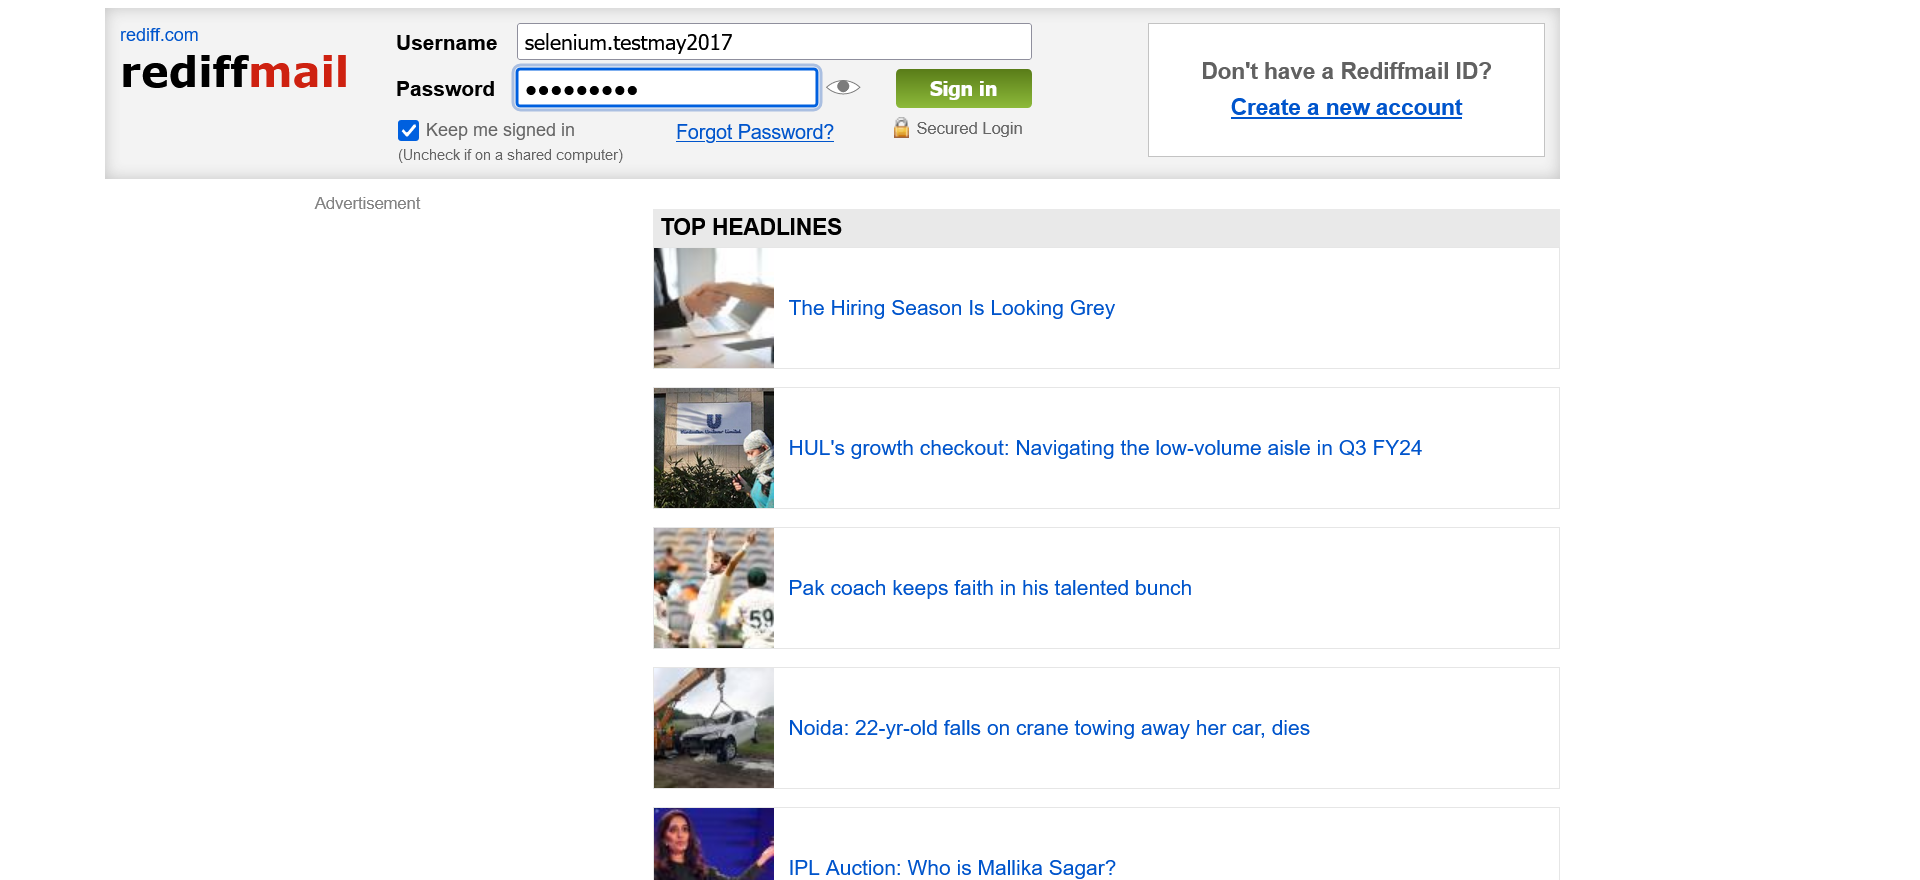 rediff.com
rediffmail
Username selenium.testmay2017
Password ●●●●●●●●●
Sign in
Keep me signed in
(Uncheck if on a shared computer)
Forgot Password?
Secured Login
Don't have a Rediffmail ID?
Create a new account
Advertisement
TOP HEADLINES
The Hiring Season Is Looking Grey
HUL's growth checkout: Navigating the low-volume aisle in Q3 FY24
Pak coach keeps faith in his talented bunch
59
Noida: 22-yr-old falls on crane towing away her car, dies
IPL Auction: Who is Mallika Sagar?